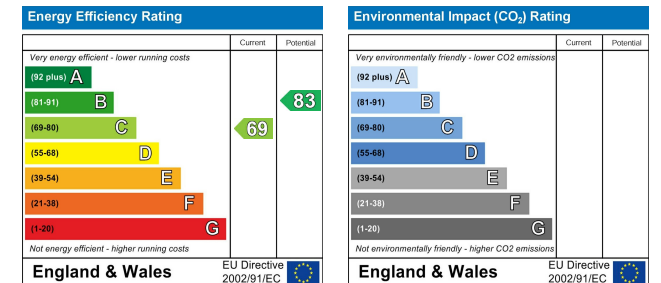 Energy Efficiency Rating
Current Potential
Very energy efficient - lower running costs
(92 plus) A
(81-91) B
83
(69-80) C
69
(55-68) D
(39-54) E
(21-38) F
(1-20) G
Not energy efficient - higher running costs
England & Wales
EU Directive
2002/91/EC
Environmental Impact (CO2) Rating
Current Potential
Very environmentally friendly - lower CO2 emissions
(92 plus) A
(81-91) B
(69-80) C
(55-68) D
(39-54) E
(21-38) F
(1-20) G
Not environmentally friendly - higher CO2 emissions
England & Wales
EU Directive
2002/91/EC